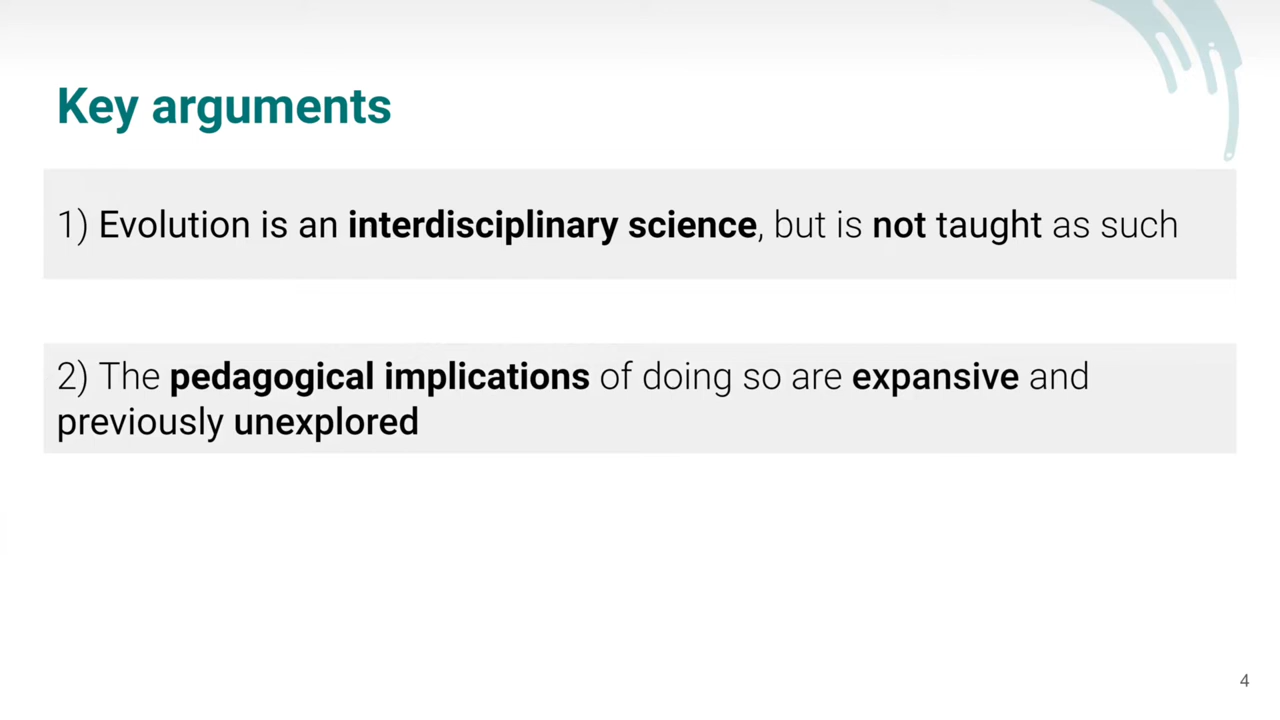 Key arguments
1) Evolution is an interdisciplinary science, but is not taught as such
2) The pedagogical implications of doing so are expansive and
previously unexplored
4